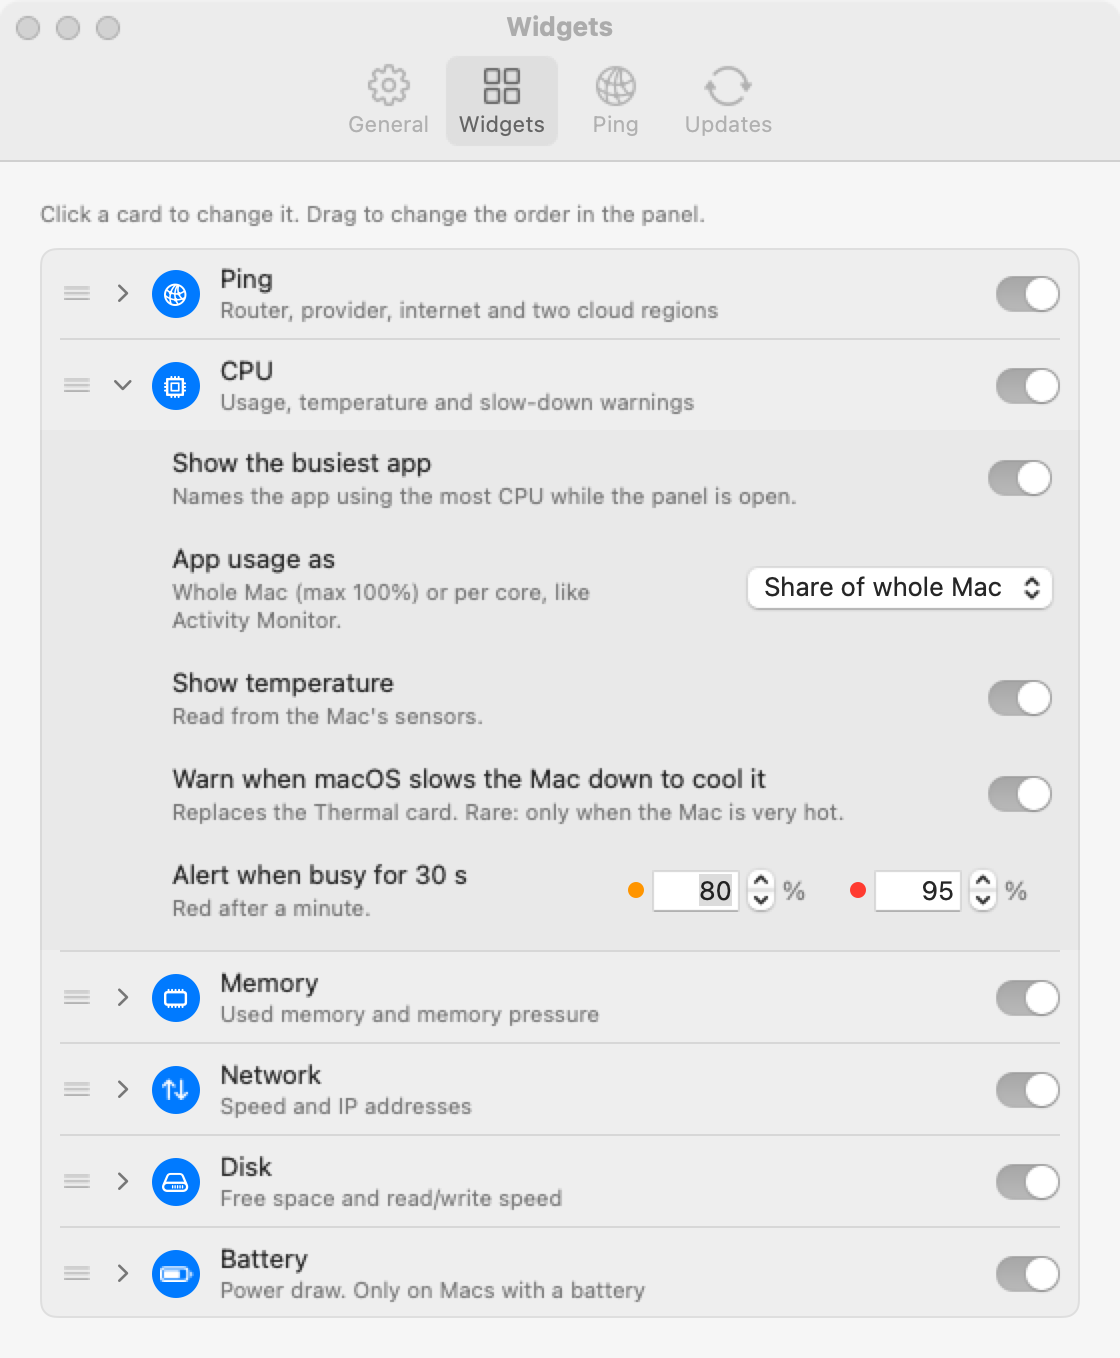 Widgets
General
Widgets
Ping
Updates
Click a card to change it. Drag to change the order in the panel.
Ping
Router, provider, internet and two cloud regions
CPU
Usage, temperature and slow-down warnings
Show the busiest app
Names the app using the most CPU while the panel is open.
App usage as
Whole Mac (max 100%) or per core, like
Activity Monitor.
Share of whole Mac
Show temperature
Read from the Mac's sensors.
Warn when macOS slows the Mac down to cool it
Replaces the Thermal card. Rare: only when the Mac is very hot.
Alert when busy for 30 s
Red after a minute.
80 %
95 %
Memory
Used memory and memory pressure
Network
Speed and IP addresses
Disk
Free space and read/write speed
Battery
Power draw. Only on Macs with a battery